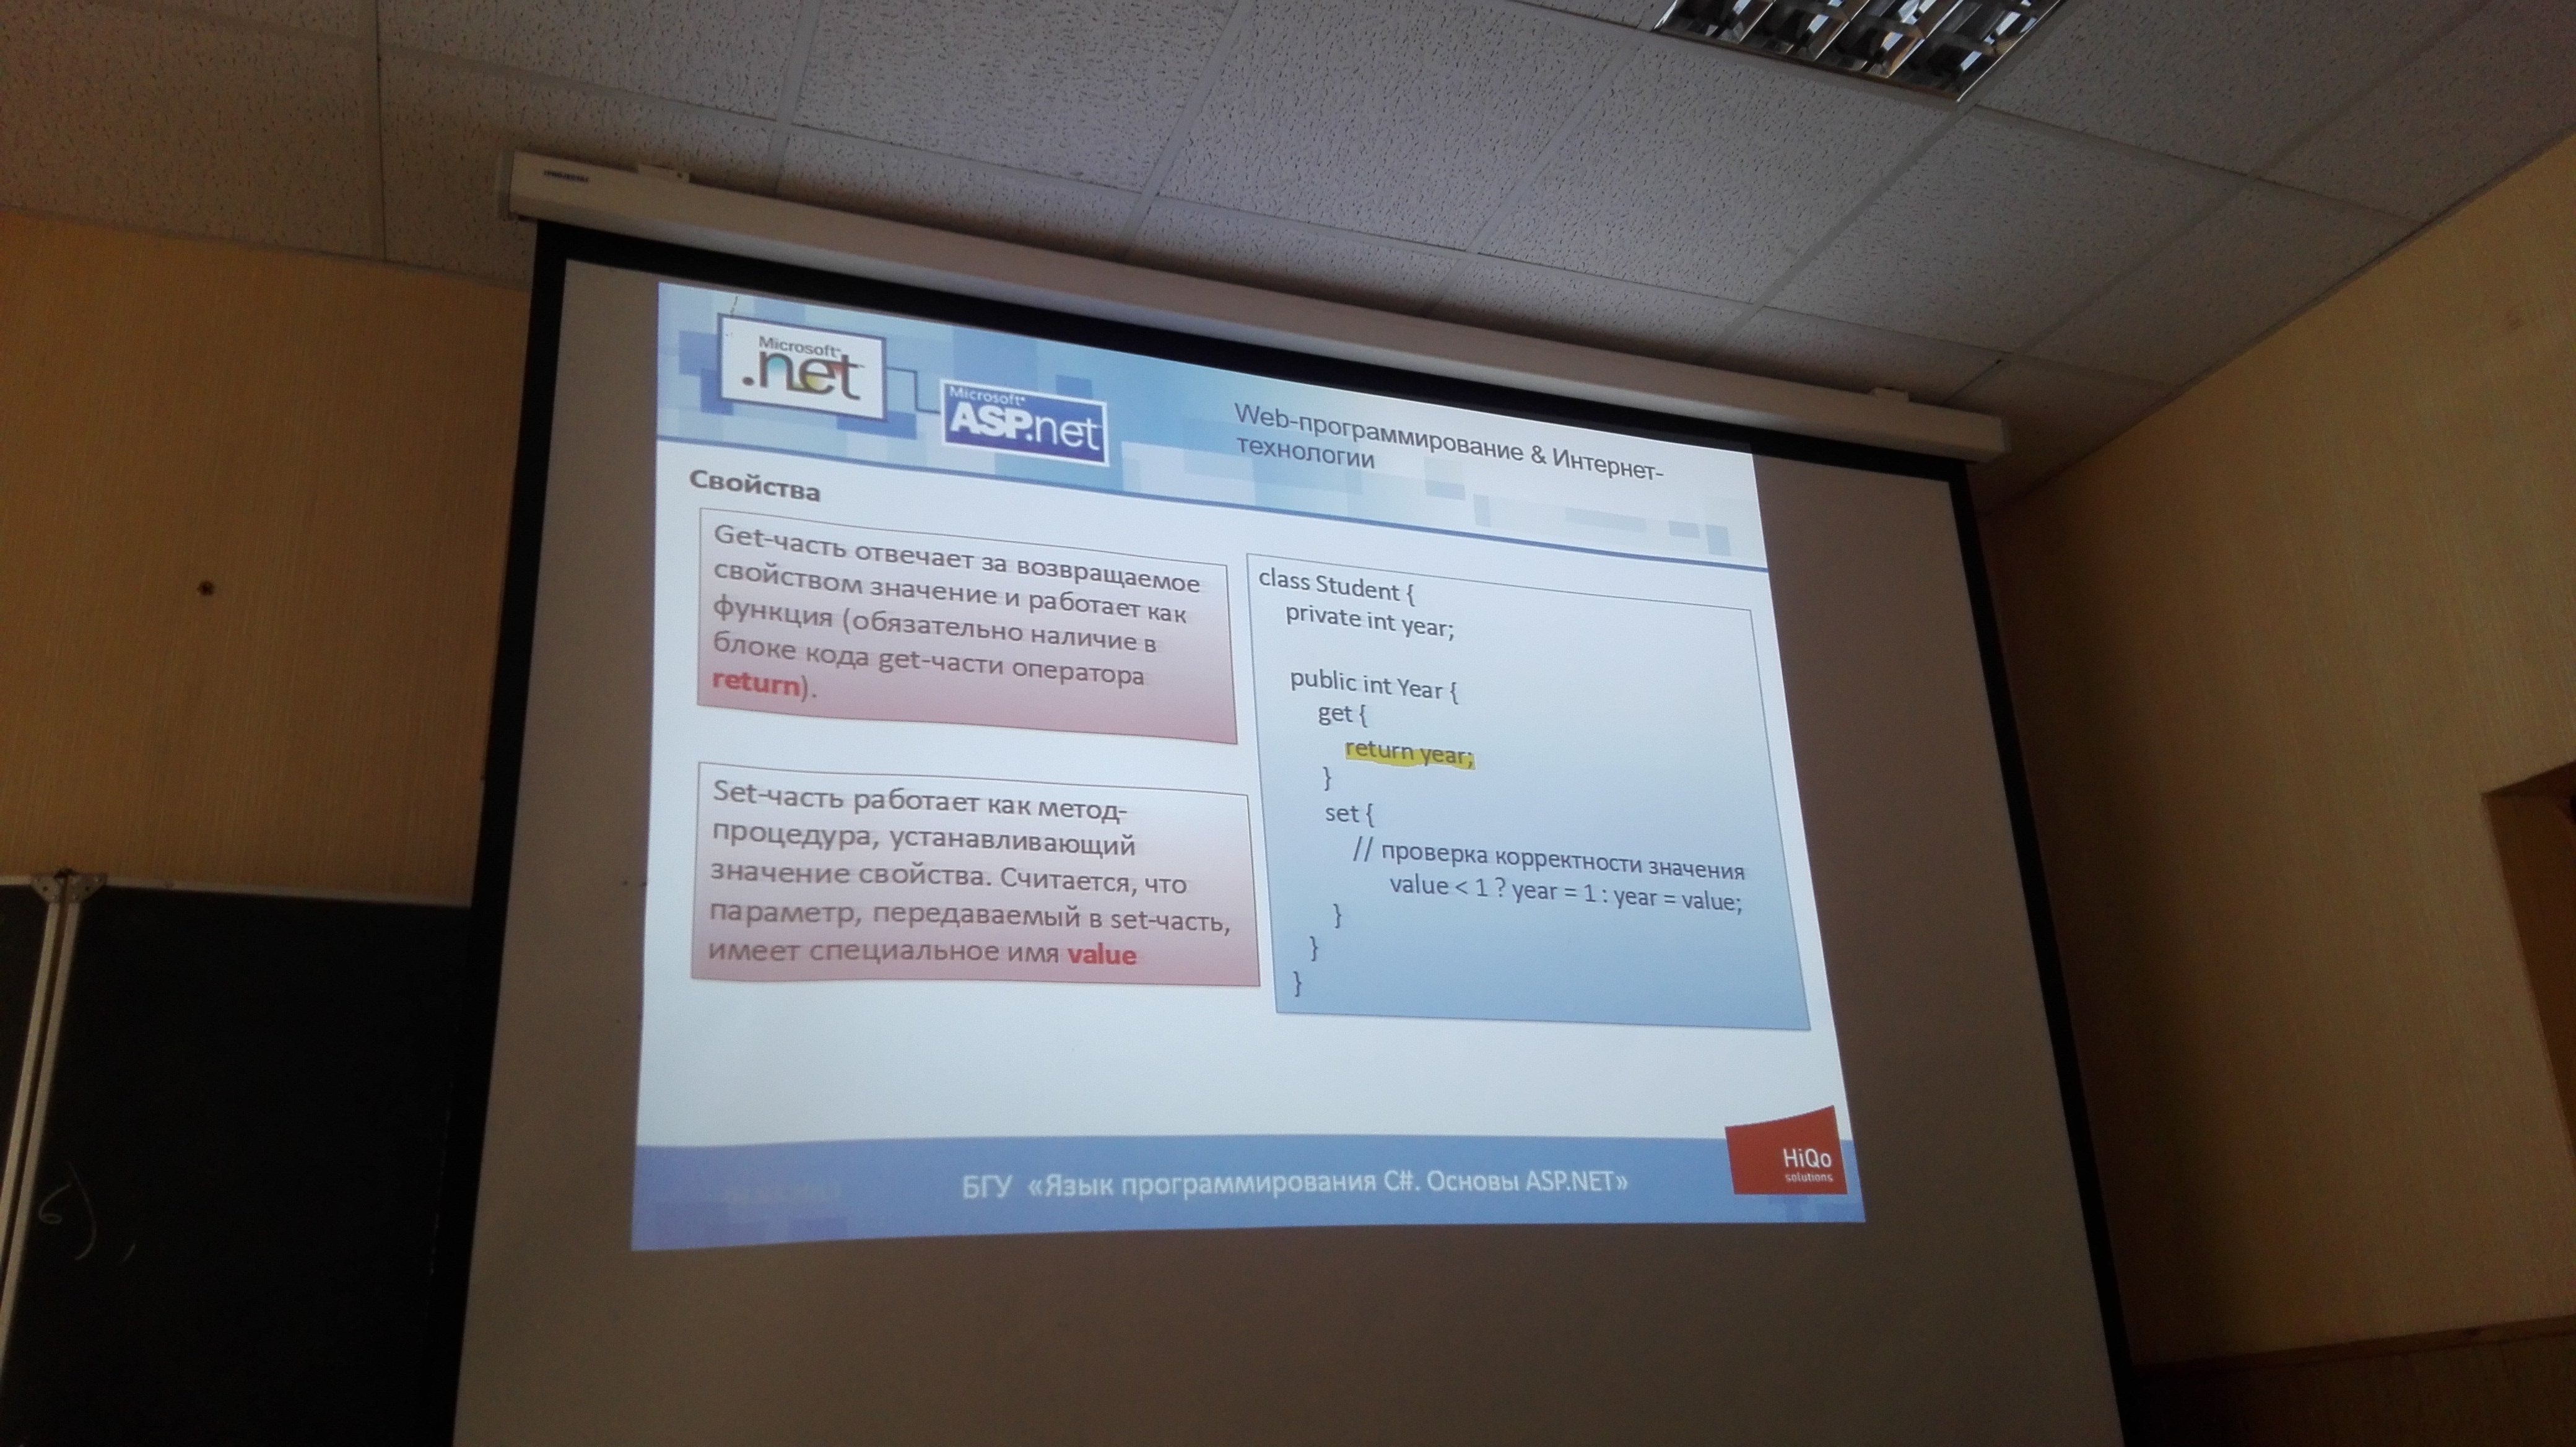 Microsoft
.net
Microsoft
ASP.net
Web-программирование & Интернет-
технологии
Свойства
Get-часть отвечает за возвращаемое
свойством значение и работает как
функция (обязательно наличие в
блоке кода get-части оператора
return).
Set-часть работает как метод-
процедура, устанавливающий
значение свойства. Считается, что
параметр, передаваемый в set-часть,
имеет специальное имя value
class Student {
private int year;
public int Year {
get {
return year;
}
set {
// проверка корректности значения
value < 1 ? year = 1 : year = value;
}
}
}
БГУ «Язык программирования C#. Основы ASP.NET»
HiQo
solutions